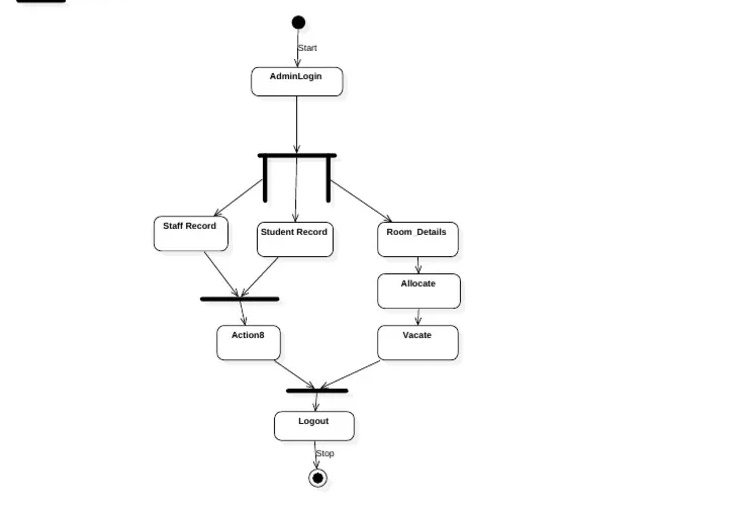 Start
AdminLogin
Staff Record
Student Record
Room_Details
Allocate
Action8
Vacate
Logout
Stop